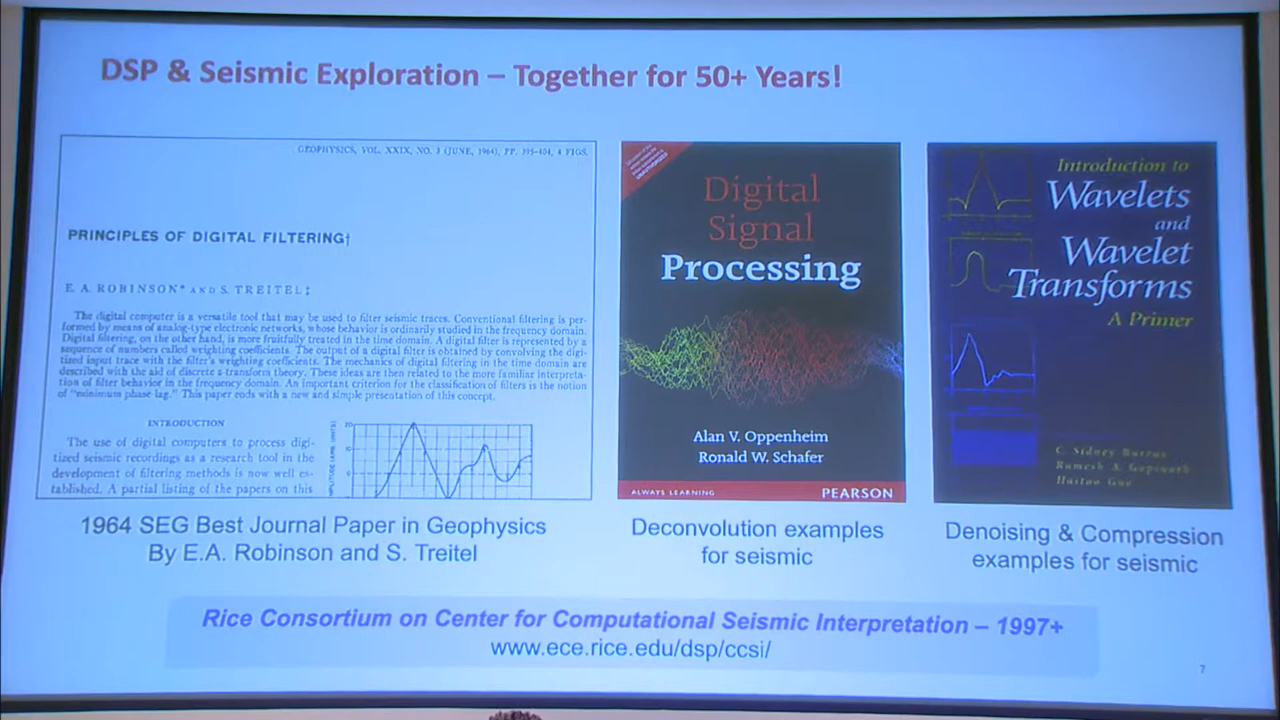 DSP & Seismic Exploration – Together for 50+ Years!
GEOPHYSICS, VOL. XXIX, NO. 3 (JUNE, 1964), PP. 395-404, 4 FIGS.
PRINCIPLES OF DIGITAL FILTERING†
E. A. ROBINSON* AND S. TREITEL‡
The digital computer is a versatile tool that may be used to filter seismic traces. Conventional filtering is per-
formed by means of analog-type electronic networks, whose behavior is ordinarily studied in the frequency domain.
Digital filtering, on the other hand, is more fruitfully treated in the time domain. A digital filter is represented by a
sequence of numbers called weighting coefficients. The output of a digital filter is obtained by convolving the digi-
tized input trace with the filter's weighting coefficients. The mechanics of digital filtering in the time domain are
described with the aid of discrete z-transform theory. These ideas are then related to the more familiar interpreta-
tion of filter behavior in the frequency domain. An important criterion for the classification of filters is the notion
of "minimum phase-lag." This paper ends with a new and simple presentation of this concept.
INTRODUCTION
The use of digital computers to process digi-
tized seismic recordings as a research tool in the
development of filtering methods is now well es-
tablished. A partial listing of the papers on this
Digital
Signal
Processing
Alan V. Oppenheim
Ronald W. Schafer
ALWAYS LEARNING
PEARSON
Introduction to
Wavelets
and
Wavelet
Transforms
A Primer
C. Sidney Burrus
Ramesh A. Gopinath
Haitao Guo
1964 SEG Best Journal Paper in Geophysics
By E.A. Robinson and S. Treitel
Deconvolution examples
for seismic
Denoising & Compression
examples for seismic
Rice Consortium on Center for Computational Seismic Interpretation – 1997+
www.ece.rice.edu/dsp/ccsi/
7